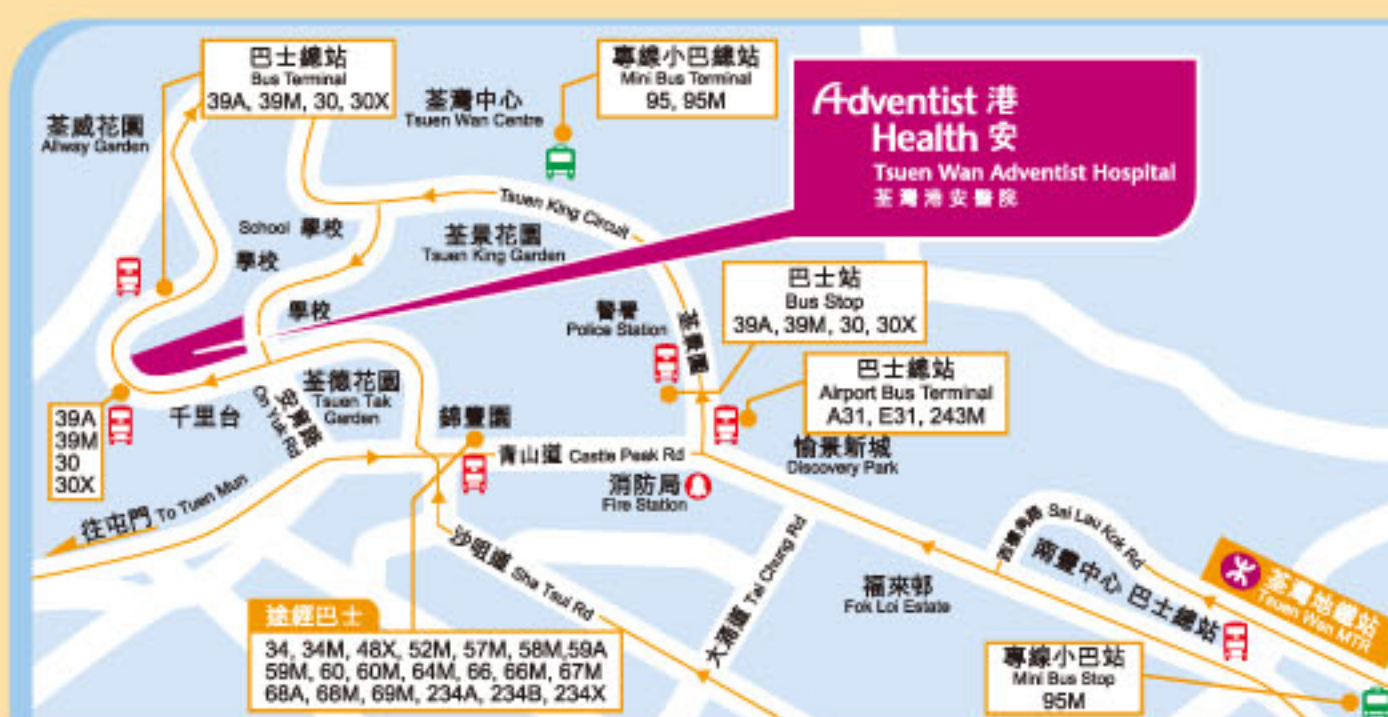 巴士總站
Bus Terminal
39A, 39M, 30, 30X
專線小巴總站
Mini Bus Terminal
95, 95M
Adventist 港
Health 安
Tsuen Wan Adventist Hospital
荃灣港安醫院
荃威花園
Allway Garden
荃灣中心
Tsuen Wan Centre
Tsuen King Circuit
School 學校
學校
荃景花園
Tsuen King Garden
學校
警署
Police Station
荃景圍
巴士站
Bus Stop
39A, 39M, 30, 30X
巴士總站
Airport Bus Terminal
A31, E31, 243M
39A
39M
30
30X
千里台
安育路
On Yuk Rd
荃德花園
Tsuen Tak
Garden
錦豐園
青山道 Castle Peak Rd
愉景新城
Discovery Park
消防局
Fire Station
往屯門 To Tuen Mun
沙咀道 Sha Tsui Rd
大涌道 Tai Chung Rd
福來邨
Fok Loi Estate
西樓角路 Sai Lau Kok Rd
南豐中心 巴士總站
荃灣地鐵站
Tsuen Wan MTR
途經巴士
34, 34M, 48X, 52M, 57M, 58M,59A
59M, 60, 60M, 64M, 66, 66M, 67M
68A, 68M, 69M, 234A, 234B, 234X
專線小巴站
Mini Bus Stop
95M